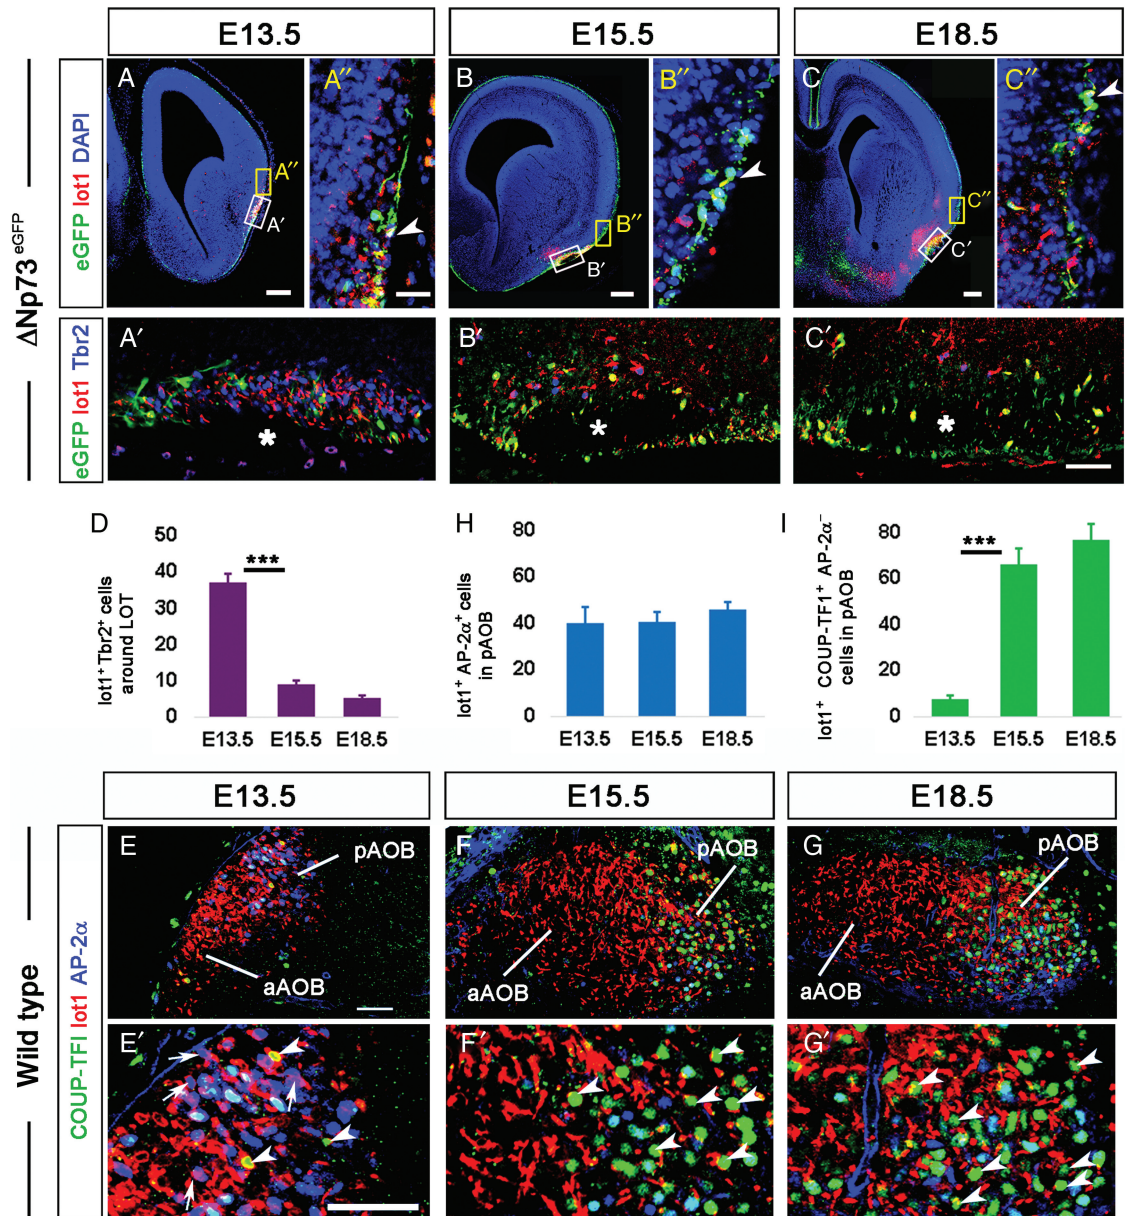 E13.5 E15.5 E18.5
ΔNp73 eGFP
eGFP lot1 DAPI
A A″ B B″ C C″
A″ B″ C″
A′ B′ C′
eGFP lot1 Tbr2
A′ B′ C′
* * *
D H I
lot1+ Tbr2+ cells
around LOT
50
40
30
20
10
0
***
E13.5 E15.5 E18.5
lot1+ AP-2α+ cells
in pAOB
80
60
40
20
0
E13.5 E15.5 E18.5
lot1+ COUP-TF1+ AP-2α−
cells in pAOB
80
60
40
20
0
***
E13.5 E15.5 E18.5
E13.5 E15.5 E18.5
Wild type
COUP-TFI lot1 AP-2α
E F G
pAOB pAOB pAOB
aAOB aAOB aAOB
E′ F′ G′